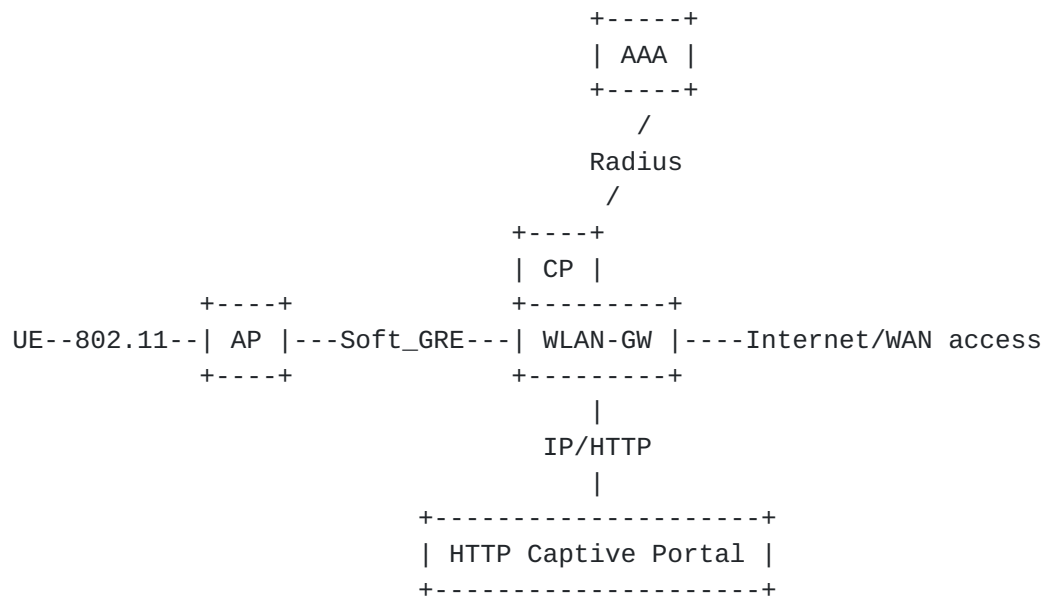 +-----+
| AAA |
+-----+
/
Radius
/
+----+
| CP |
+----+ +---------+
UE--802.11--| AP |---Soft_GRE---| WLAN-GW |----Internet/WAN access
+----+ +---------+
|
IP/HTTP
|
+---------------------+
| HTTP Captive Portal |
+---------------------+